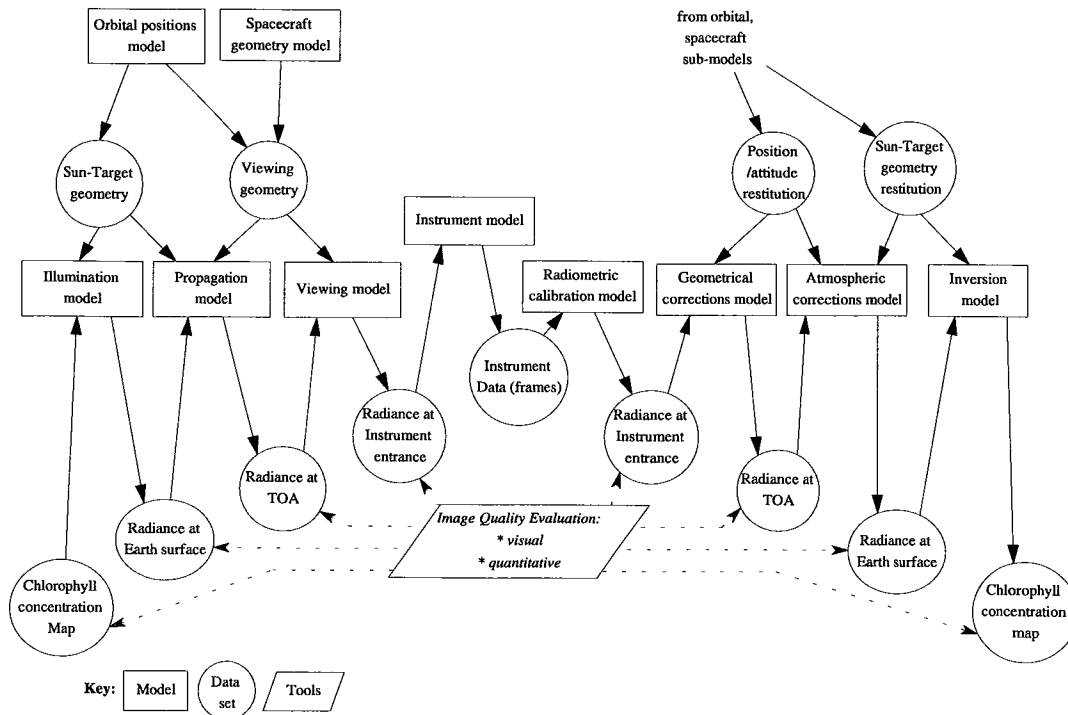 Orbital positions
model
Spacecraft
geometry model
from orbital,
spacecraft
sub-models
Sun-Target
geometry
Viewing
geometry
Position
/attitude
restitution
Sun-Target
geometry
restitution
Instrument model
Illumination
model
Propagation
model
Viewing model
Radiometric
calibration model
Geometrical
corrections model
Atmospheric
corrections model
Inversion
model
Instrument
Data (frames)
Radiance at
Instrument
entrance
Radiance at
Instrument
entrance
Radiance at
TOA
Radiance at
TOA
Radiance at
Earth surface
Image Quality Evaluation:
* visual
* quantitative
Radiance at
Earth surface
Chlorophyll
concentration
Map
Chlorophyll
concentration
map
Key:
Model
Data
set
Tools